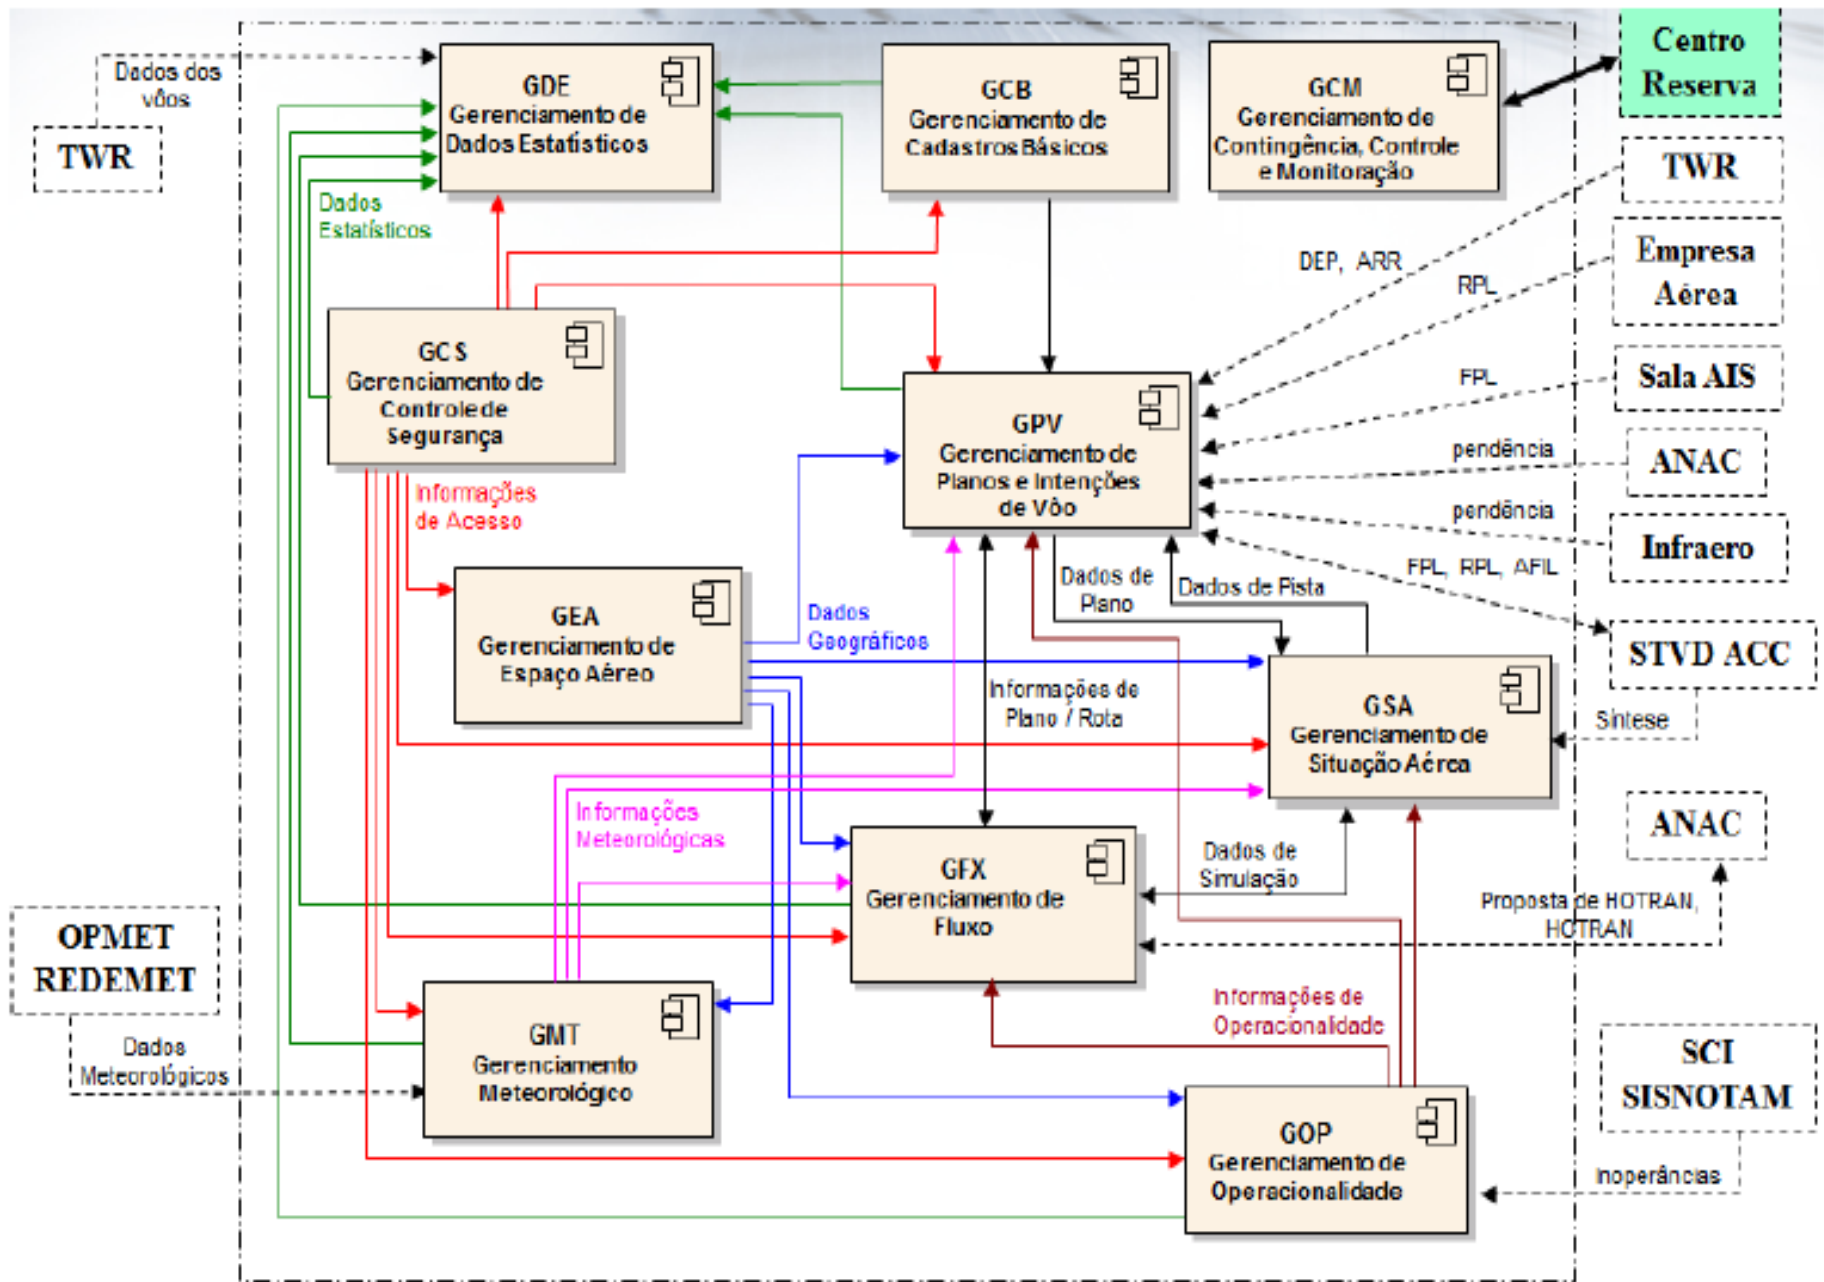 Dados dos
vôos
TWR
GDE
Gerenciamento de
Dados Estatísticos
GCB
Gerenciamento de
Cadastros Básicos
GCM
Gerenciamento de
Contingência, Controle
e Monitoração
Centro
Reserva
TWR
DEP, ARR
Empresa
Aérea
RPL
Dados
Estatísticos
GCS
Gerenciamento de
Controle de
Segurança
Sala AIS
FPL
GPV
Gerenciamento de
Planos e Intenções
de Vôo
ANAC
pendência
Infraero
pendência
Informações
de Acesso
FPL, RPL, AFIL
STVD ACC
GEA
Gerenciamento de
Espaço Aéreo
Dados
Geográficos
Dados de
Plano
Dados de Pista
Informações de
Plano / Rota
GSA
Gerenciamento de
Situação Aérea
Síntese
Informações
Meteorológicas
ANAC
GFX
Gerenciamento de
Fluxo
Dados de
Simulação
Proposta de HOTRAN,
HOTRAN
OPMET
REDEMET
Dados
Meteorológicos
GMT
Gerenciamento
Meteorológico
Informações de
Operacionalidade
SCI
SISNOTAM
GOP
Gerenciamento de
Operacionalidade
Inoperâncias